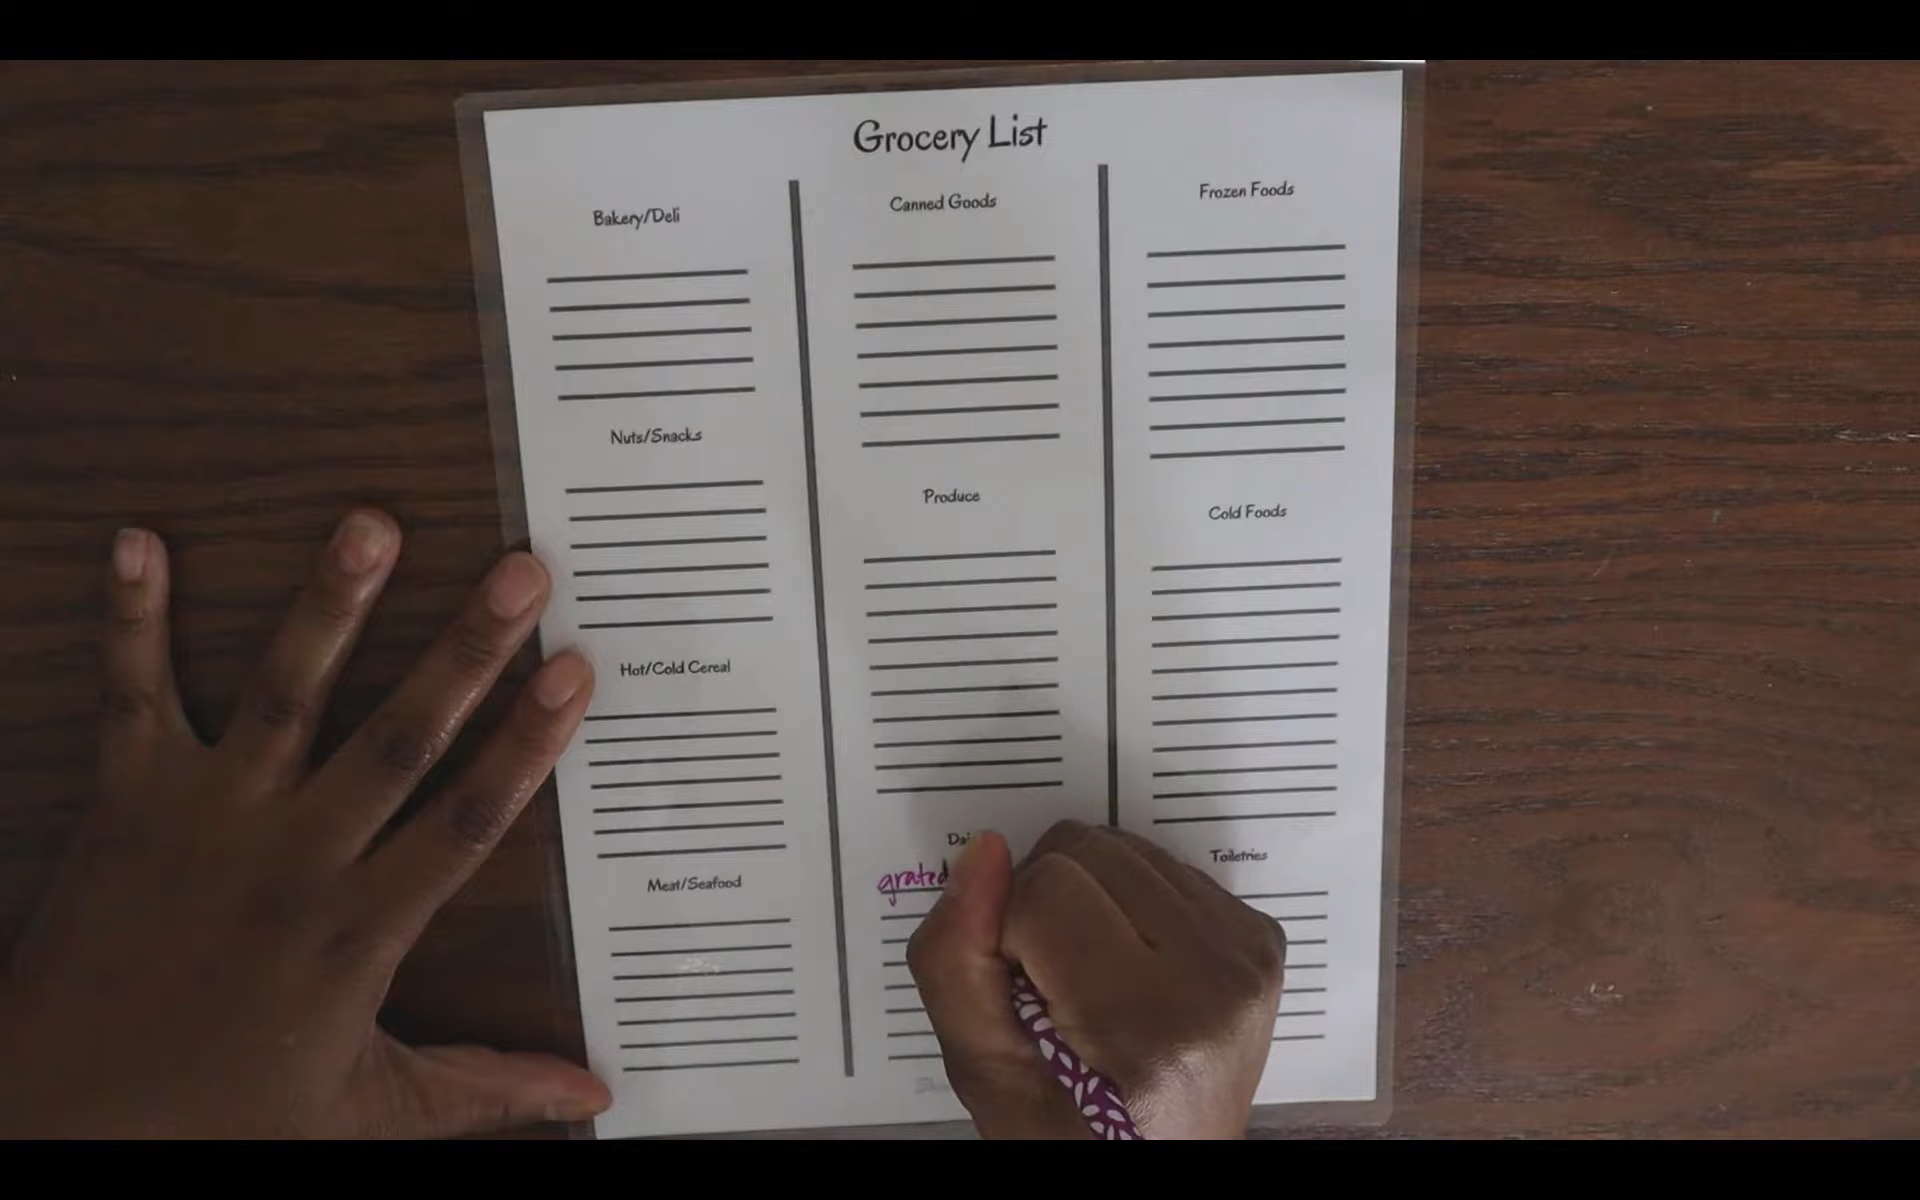 Grocery List
Bakery/Deli
Nuts/Snacks
Hot/Cold Cereal
Meat/Seafood
Canned Goods
Produce
grated
Frozen Foods
Cold Foods
Toiletries